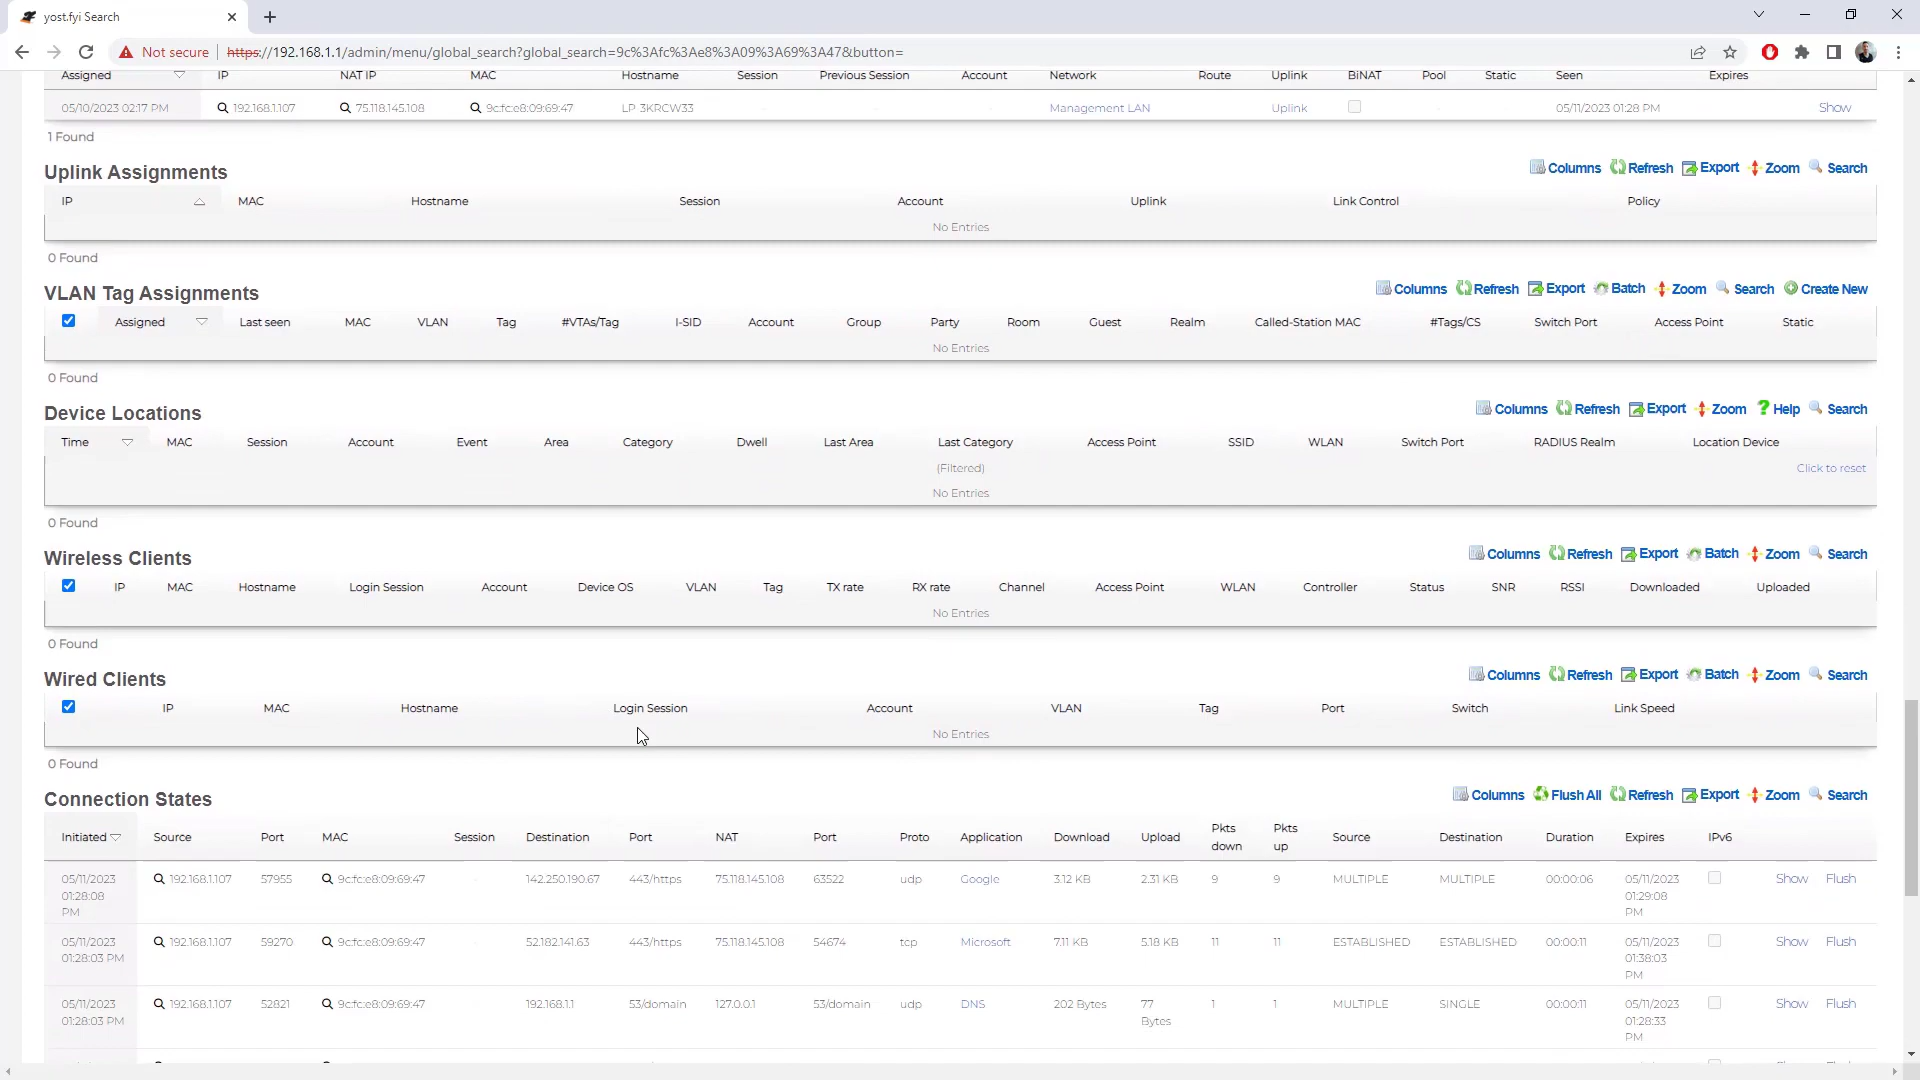 yost.fyi Search
Not secure https://192.168.1.1/admin/menu/global_search?global_search=9c%3Afc%3Ae8%3A09%3A69%3A47&button=
Assigned IP NAT IP MAC Hostname Session Previous Session Account Network Route Uplink BiNAT Pool Static Seen Expires
05/10/2023 02:17 PM 192.168.1.107 75.118.145.108 9c:fc:e8:09:69:47 LP-3KRCW33 - - - Management LAN Uplink - 05/11/2023 01:28 PM Show
1 Found
Uplink Assignments Columns Refresh Export Zoom Search
IP MAC Hostname Session Account Uplink Link Control Policy
No Entries
0 Found
VLAN Tag Assignments Columns Refresh Export Batch Zoom Search Create New
Assigned Last seen MAC VLAN Tag #VTAs/Tag I-SID Account Group Party Room Guest Realm Called-Station MAC #Tags/CS Switch Port Access Point Static
No Entries
0 Found
Device Locations Columns Refresh Export Zoom Help Search
Time MAC Session Account Event Area Category Dwell Last Area Last Category Access Point SSID WLAN Switch Port RADIUS Realm Location Device
(Filtered) Click to reset
No Entries
0 Found
Wireless Clients Columns Refresh Export Batch Zoom Search
IP MAC Hostname Login Session Account Device OS VLAN Tag TX rate RX rate Channel Access Point WLAN Controller Status SNR RSSI Downloaded Uploaded
No Entries
0 Found
Wired Clients Columns Refresh Export Batch Zoom Search
IP MAC Hostname Login Session Account VLAN Tag Port Switch Link Speed
No Entries
0 Found
Connection States Columns Flush All Refresh Export Zoom Search
Initiated Source Port MAC Session Destination Port NAT Port Proto Application Download Upload Pkts down Pkts up Source Destination Duration Expires IPv6
05/11/2023 01:28:08 PM 192.168.1.107 57955 9c:fc:e8:09:69:47 - 142.250.190.67 443/https 75.118.145.108 63522 udp Google 3.12 KB 2.31 KB 9 9 MULTIPLE MULTIPLE 00:00:06 05/11/2023 01:29:08 PM Show Flush
05/11/2023 01:28:03 PM 192.168.1.107 59270 9c:fc:e8:09:69:47 - 52.182.141.63 443/https 75.118.145.108 54674 tcp Microsoft 7.11 KB 5.18 KB 11 11 ESTABLISHED ESTABLISHED 00:00:11 05/11/2023 01:38:03 PM Show Flush
05/11/2023 01:28:03 PM 192.168.1.107 52821 9c:fc:e8:09:69:47 - 192.168.1.1 53/domain 127.0.0.1 53/domain udp DNS 202 Bytes 77 Bytes 1 1 MULTIPLE SINGLE 00:00:11 05/11/2023 01:28:33 PM Show Flush